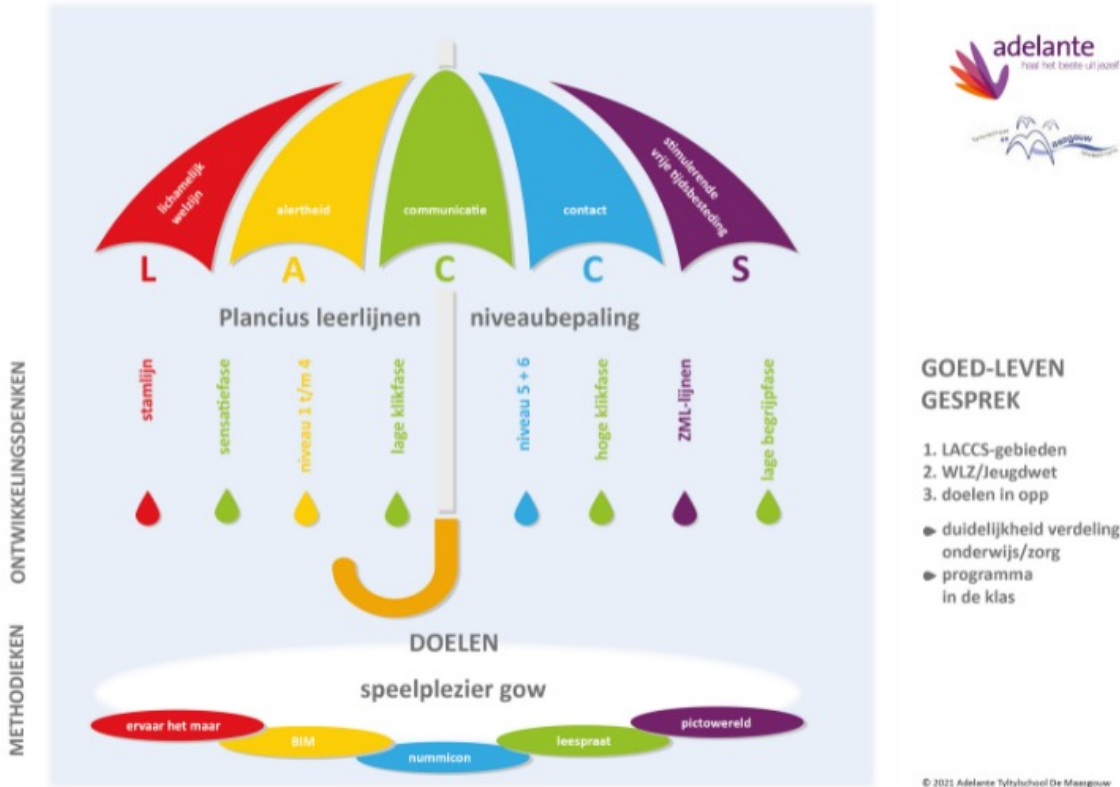 adelante
haal het beste uit jezelf
maasgouw
lichamelijk
welzijn
alertheid
communicatie
contact
stimulerende
vrije tijdsbesteding
L A C C S
Plancius leerlijnen niveaubepaling
stamlijn
sensatiefase
niveau 1 t/m 4
lage klikfase
niveau 5 + 6
hoge klikfase
ZML-lijnen
lage begrijpfase
ONTWIKKELINGSDENKEN
GOED-LEVEN
GESPREK
1. LACCS-gebieden
2. WLZ/Jeugdwet
3. doelen in opp
duidelijkheid verdeling
onderwijs/zorg
programma
in de klas
METHODIEKEN
DOELEN
speelplezier gow
ervaar het maar
BIM
nummicon
leespraat
pictowereld
© 2021 Adelante Tyltylschool De Maasgouw